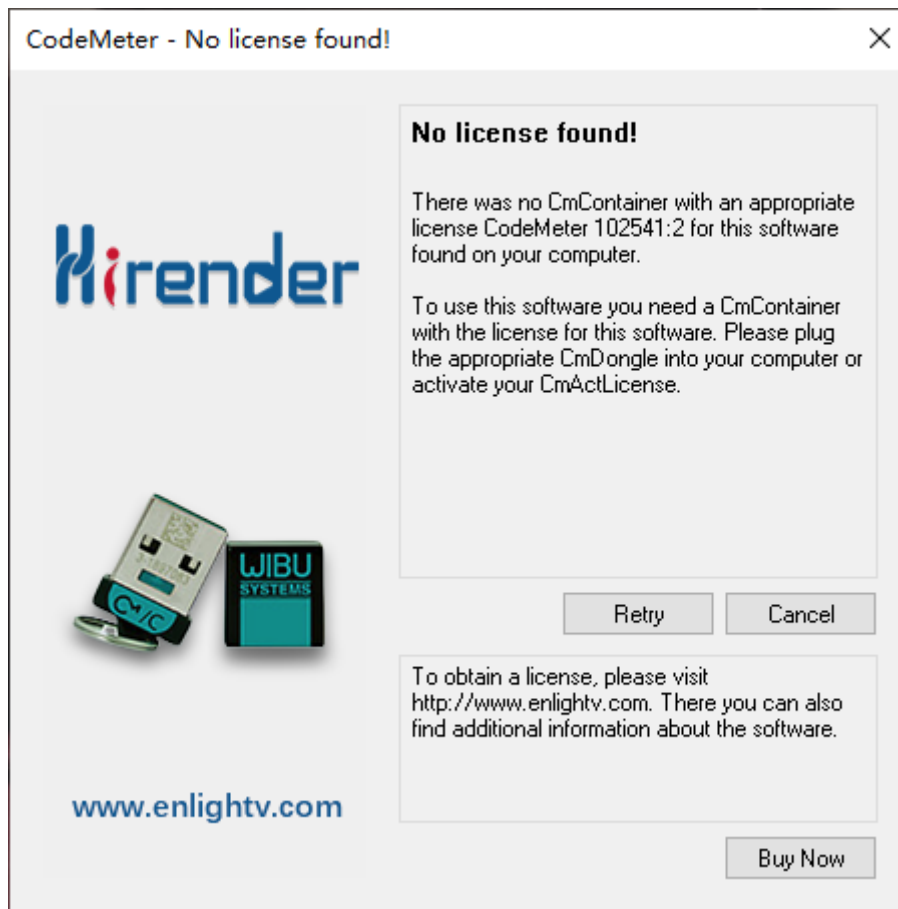 CodeMeter - No license found!
Hirender
WIBU
SYSTEMS
www.enlightv.com
No license found!
There was no CmContainer with an appropriate
license CodeMeter 102541:2 for this software
found on your computer.
To use this software you need a CmContainer
with the license for this software. Please plug
the appropriate CmDongle into your computer or
activate your CmActLicense.
Retry
Cancel
To obtain a license, please visit
http://www.enlightv.com. There you can also
find additional information about the software.
Buy Now